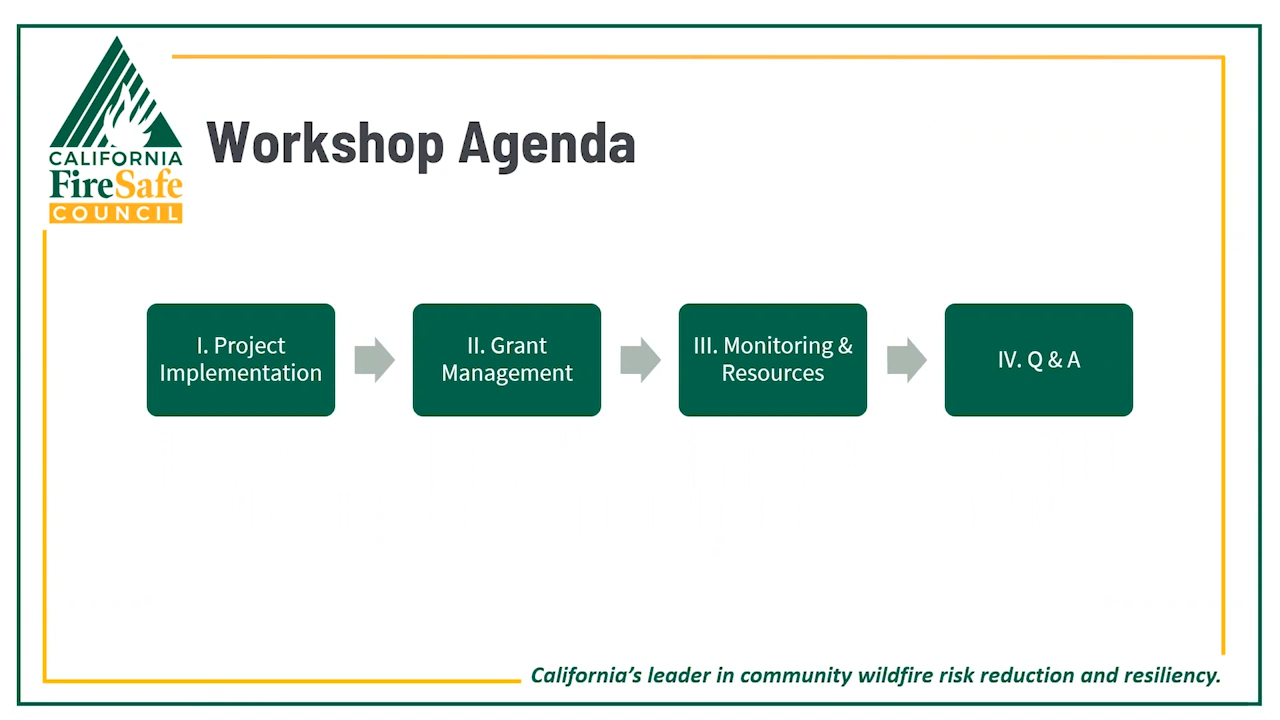 CALIFORNIA
FireSafe
COUNCIL
Workshop Agenda
I. Project
Implementation
II. Grant
Management
III. Monitoring &
Resources
IV. Q & A
California's leader in community wildfire risk reduction and resiliency.